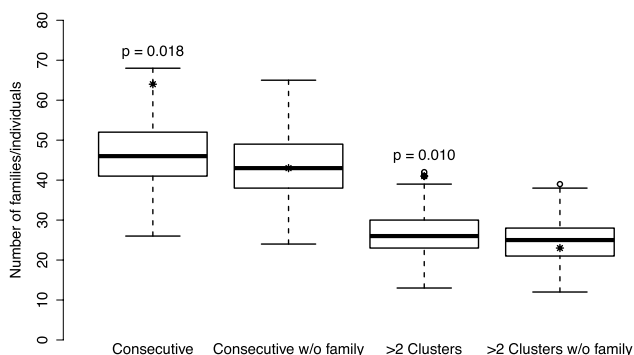 80
70
60
50
40
30
20
10
0
Number of families/individuals
p = 0.018
p = 0.010
Consecutive
Consecutive w/o family
>2 Clusters
>2 Clusters w/o family